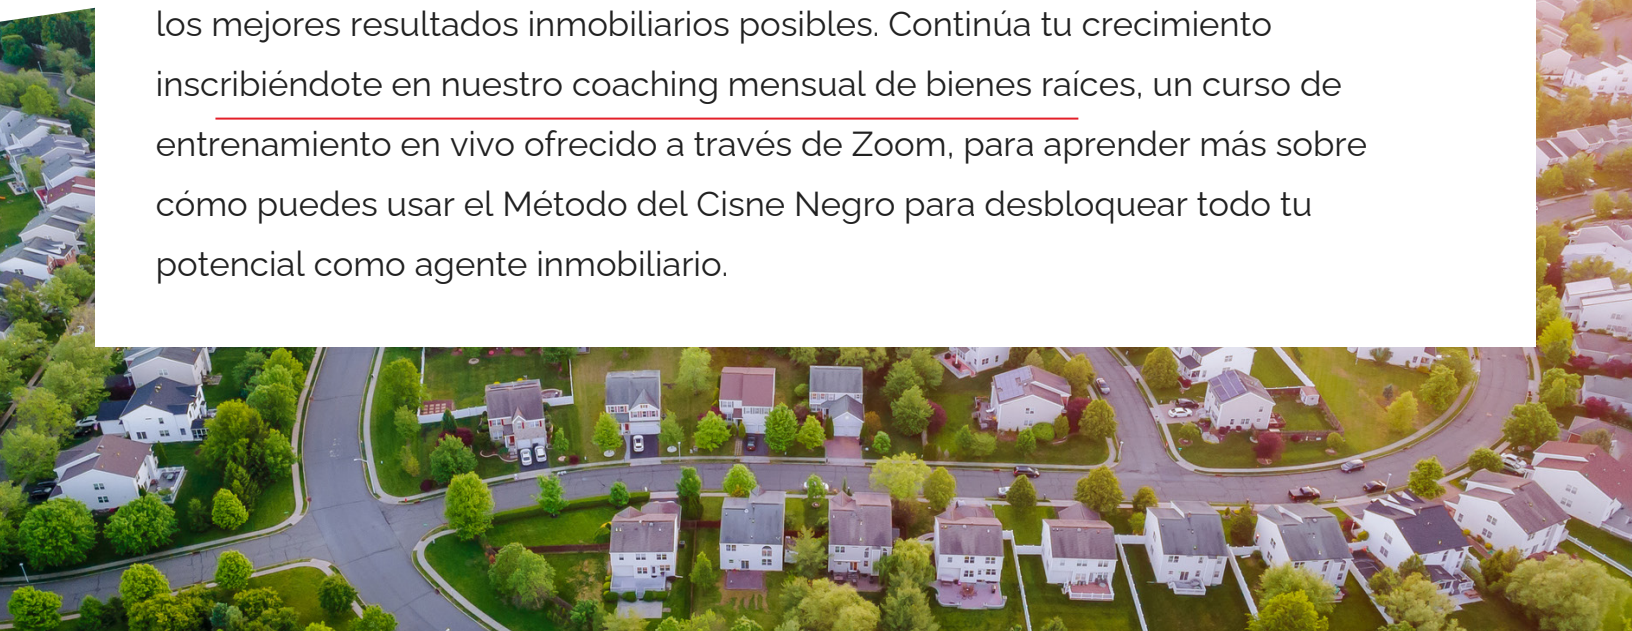 los mejores resultados inmobiliarios posibles. Continúa tu crecimiento
inscribiéndote en nuestro coaching mensual de bienes raíces, un curso de
entrenamiento en vivo ofrecido a través de Zoom, para aprender más sobre
cómo puedes usar el Método del Cisne Negro para desbloquear todo tu
potencial como agente inmobiliario.